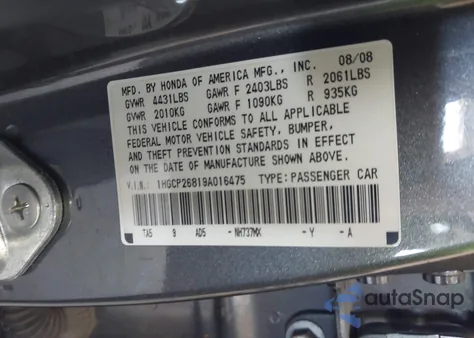 MFD. BY HONDA OF AMERICA MFG., INC. 08/08
GVWR 4431LBS GAWR F 2403LBS R 2061LBS
GVWR 2010KG GAWR F 1090KG R 935KG
THIS VEHICLE CONFORMS TO ALL APPLICABLE
FEDERAL MOTOR VEHICLE SAFETY, BUMPER,
AND THEFT PREVENTION STANDARDS IN EFFECT
ON THE DATE OF MANUFACTURE SHOWN ABOVE.
V.I.N.: 1HGCP26819A016475 TYPE: PASSENGER CAR
TA5 9 AD5 -NH737MX -Y -A
autaSnap